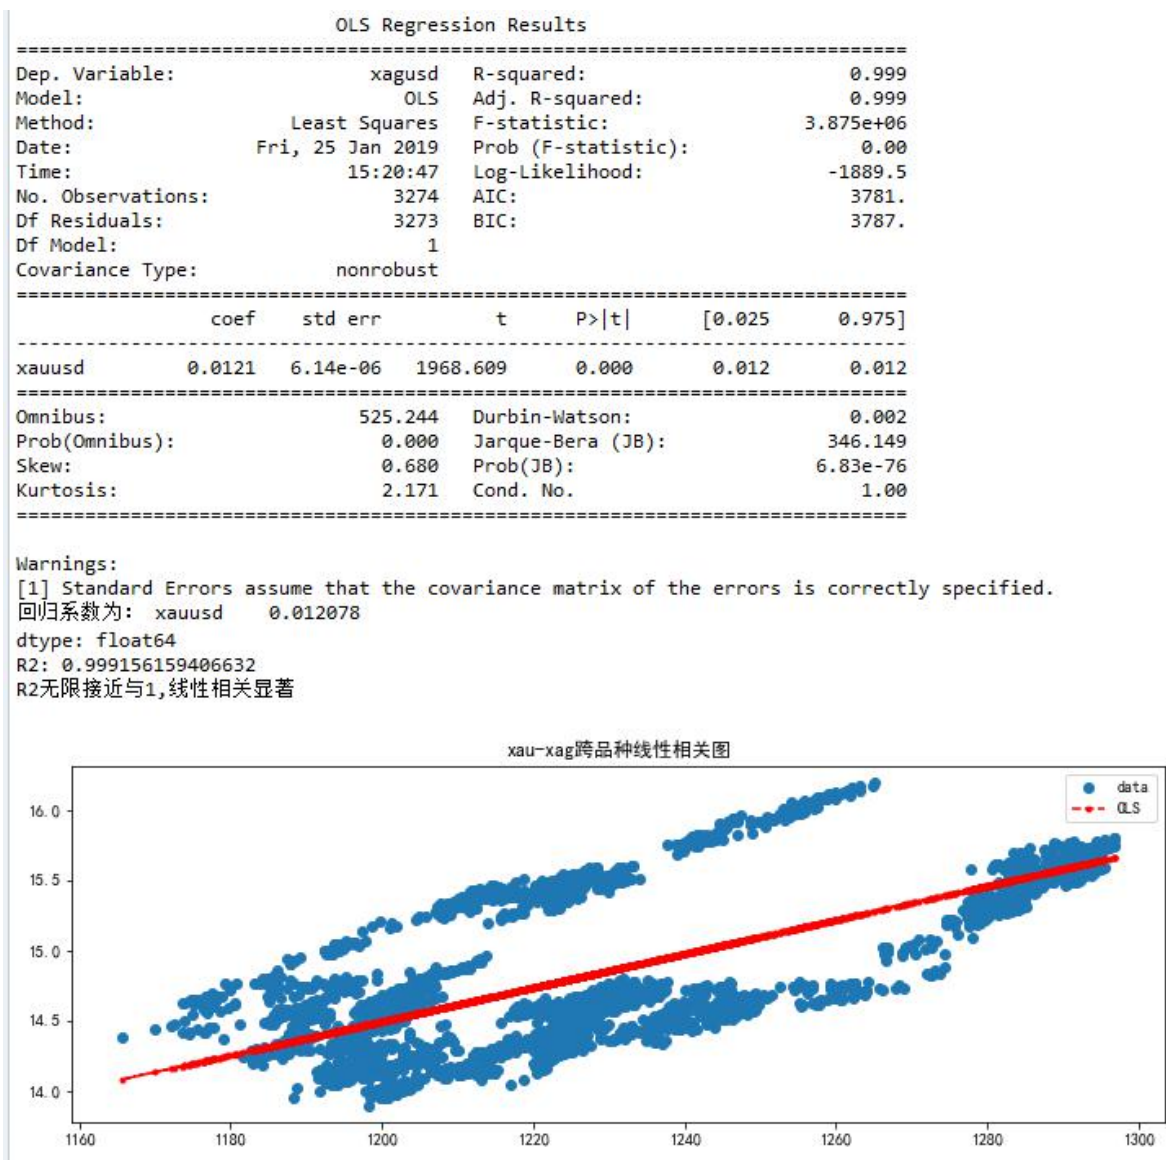 OLS Regression Results
==============================================================================
Dep. Variable: xagusd R-squared: 0.999
Model: OLS Adj. R-squared: 0.999
Method: Least Squares F-statistic: 3.875e+06
Date: Fri, 25 Jan 2019 Prob (F-statistic): 0.00
Time: 15:20:47 Log-Likelihood: -1889.5
No. Observations: 3274 AIC: 3781.
Df Residuals: 3273 BIC: 3787.
Df Model: 1
Covariance Type: nonrobust
==============================================================================
coef std err t P>|t| [0.025 0.975]
------------------------------------------------------------------------------
xauusd 0.0121 6.14e-06 1968.609 0.000 0.012 0.012
==============================================================================
Omnibus: 525.244 Durbin-Watson: 0.002
Prob(Omnibus): 0.000 Jarque-Bera (JB): 346.149
Skew: 0.680 Prob(JB): 6.83e-76
Kurtosis: 2.171 Cond. No. 1.00
==============================================================================
Warnings:
[1] Standard Errors assume that the covariance matrix of the errors is correctly specified.
回归系数为: xauusd 0.012078
dtype: float64
R2: 0.999156159406632
R2无限接近与1,线性相关显著
xau-xag跨品种线性相关图
data
OLS
16.0
15.5
15.0
14.5
14.0
1160 1180 1200 1220 1240 1260 1280 1300